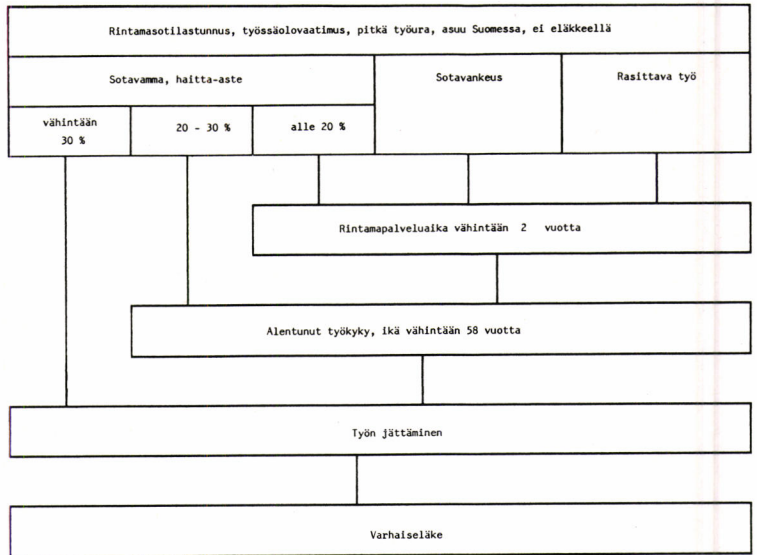 Rintamasotilastunnus, työssäolovaatimus, pitkä työura, asuu Suomessa, ei eläkkeellä
Sotavamma, haitta-aste
Sotavankeus
Rasittava työ
vähintään
30 %
20 - 30 %
alle 20 %
Rintamapalveluaika vähintään 2 vuotta
Alentunut työkyky, ikä vähintään 58 vuotta
Työn jättäminen
Varhaiseläke